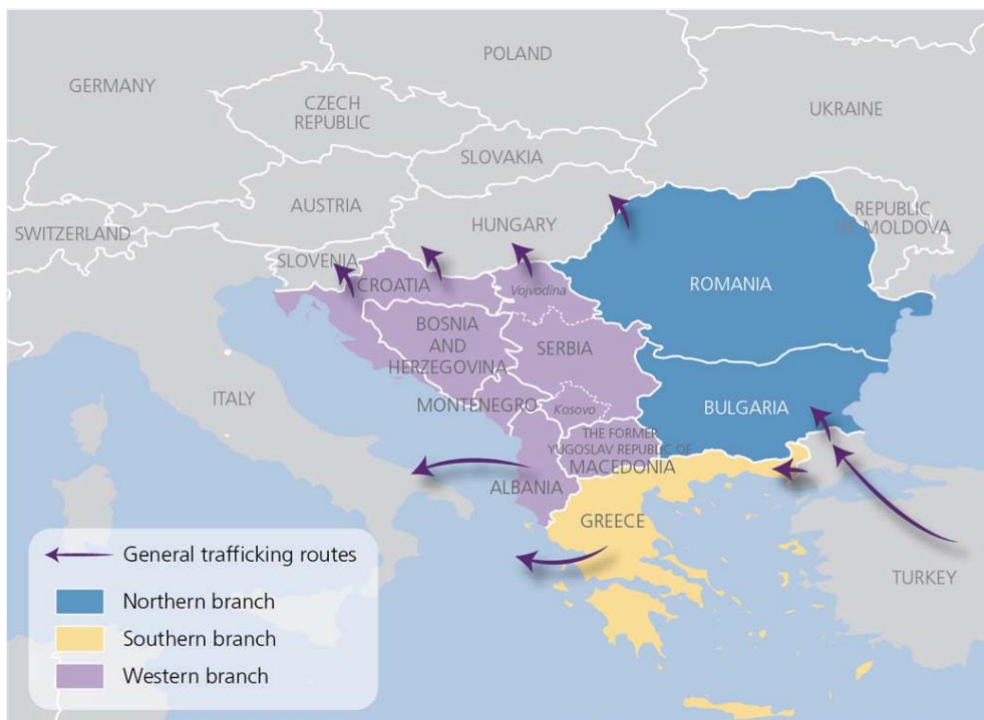 POLAND
GERMANY
CZECH
REPUBLIC
UKRAINE
SLOVAKIA
AUSTRIA
HUNGARY
REPUBLIC
OF MOLDOVA
SWITZERLAND
SLOVENIA
CROATIA
Vojvodina
ROMANIA
BOSNIA
AND
HERZEGOVINA
SERBIA
ITALY
MONTENEGRO
Kosovo
BULGARIA
THE FORMER
YUGOSLAV REPUBLIC OF
MACEDONIA
ALBANIA
GREECE
TURKEY
General trafficking routes
Northern branch
Southern branch
Western branch